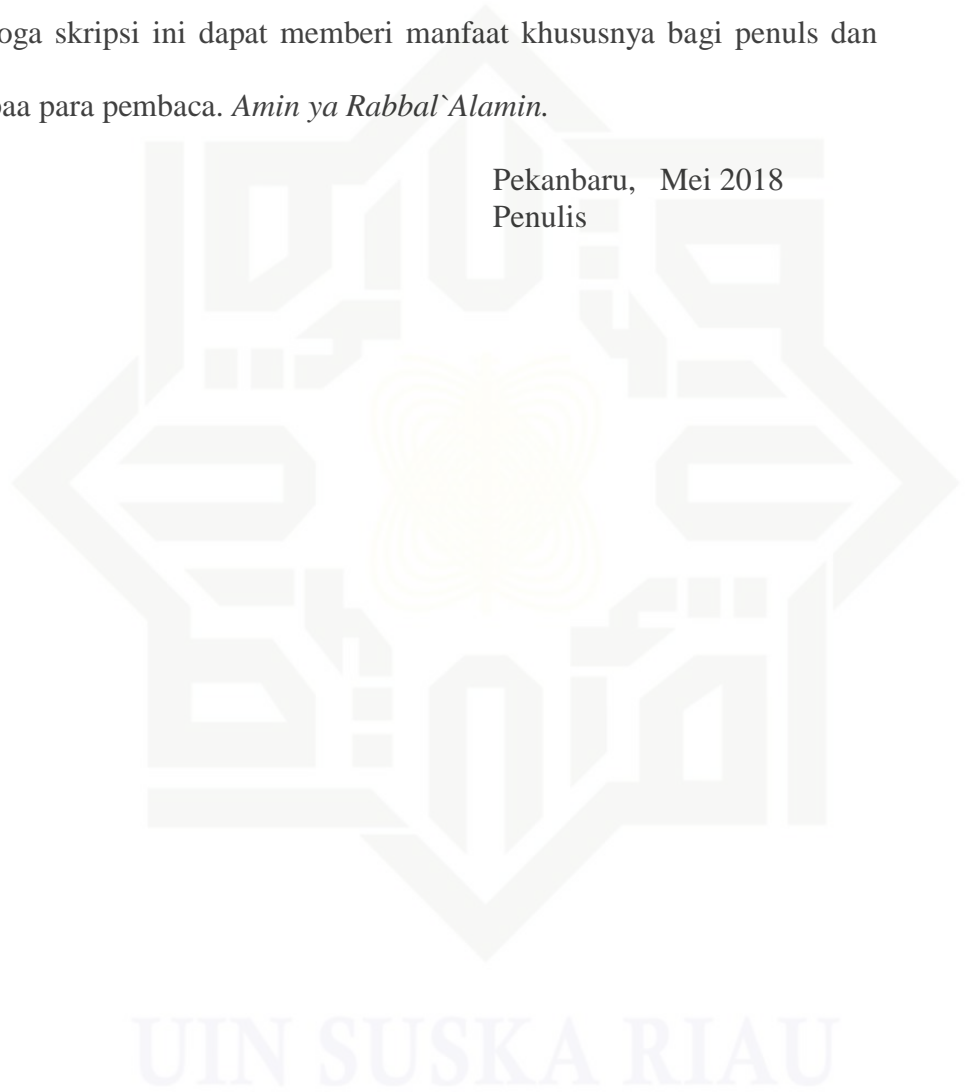 oga skripsi ini dapat memberi manfaat khususnya bagi penuls dan
baa para pembaca. Amin ya Rabbal`Alamin.
Pekanbaru, Mei 2018
Penulis
UIN SUSKA RIAU